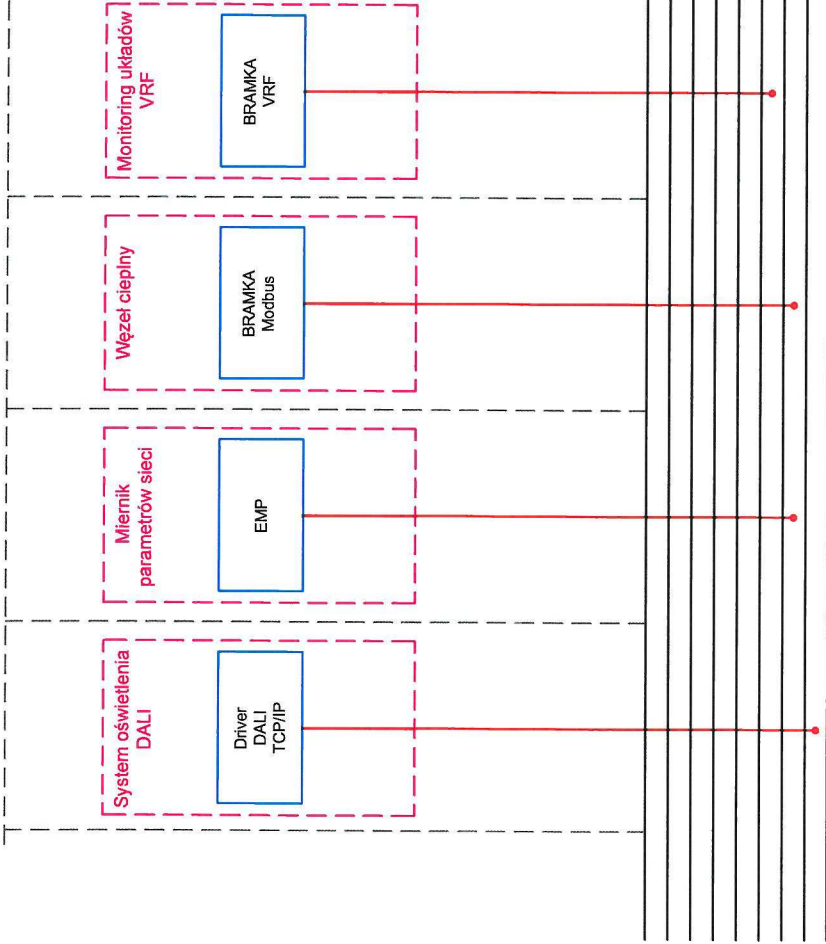 System oświetlenia
DALI
Driver
DALI
TCP/IP
Miernik
parametrów sieci
EMP
Węzeł cieplny
BRAMKA
Modbus
Monitoring układów
VRF
BRAMKA
VRF